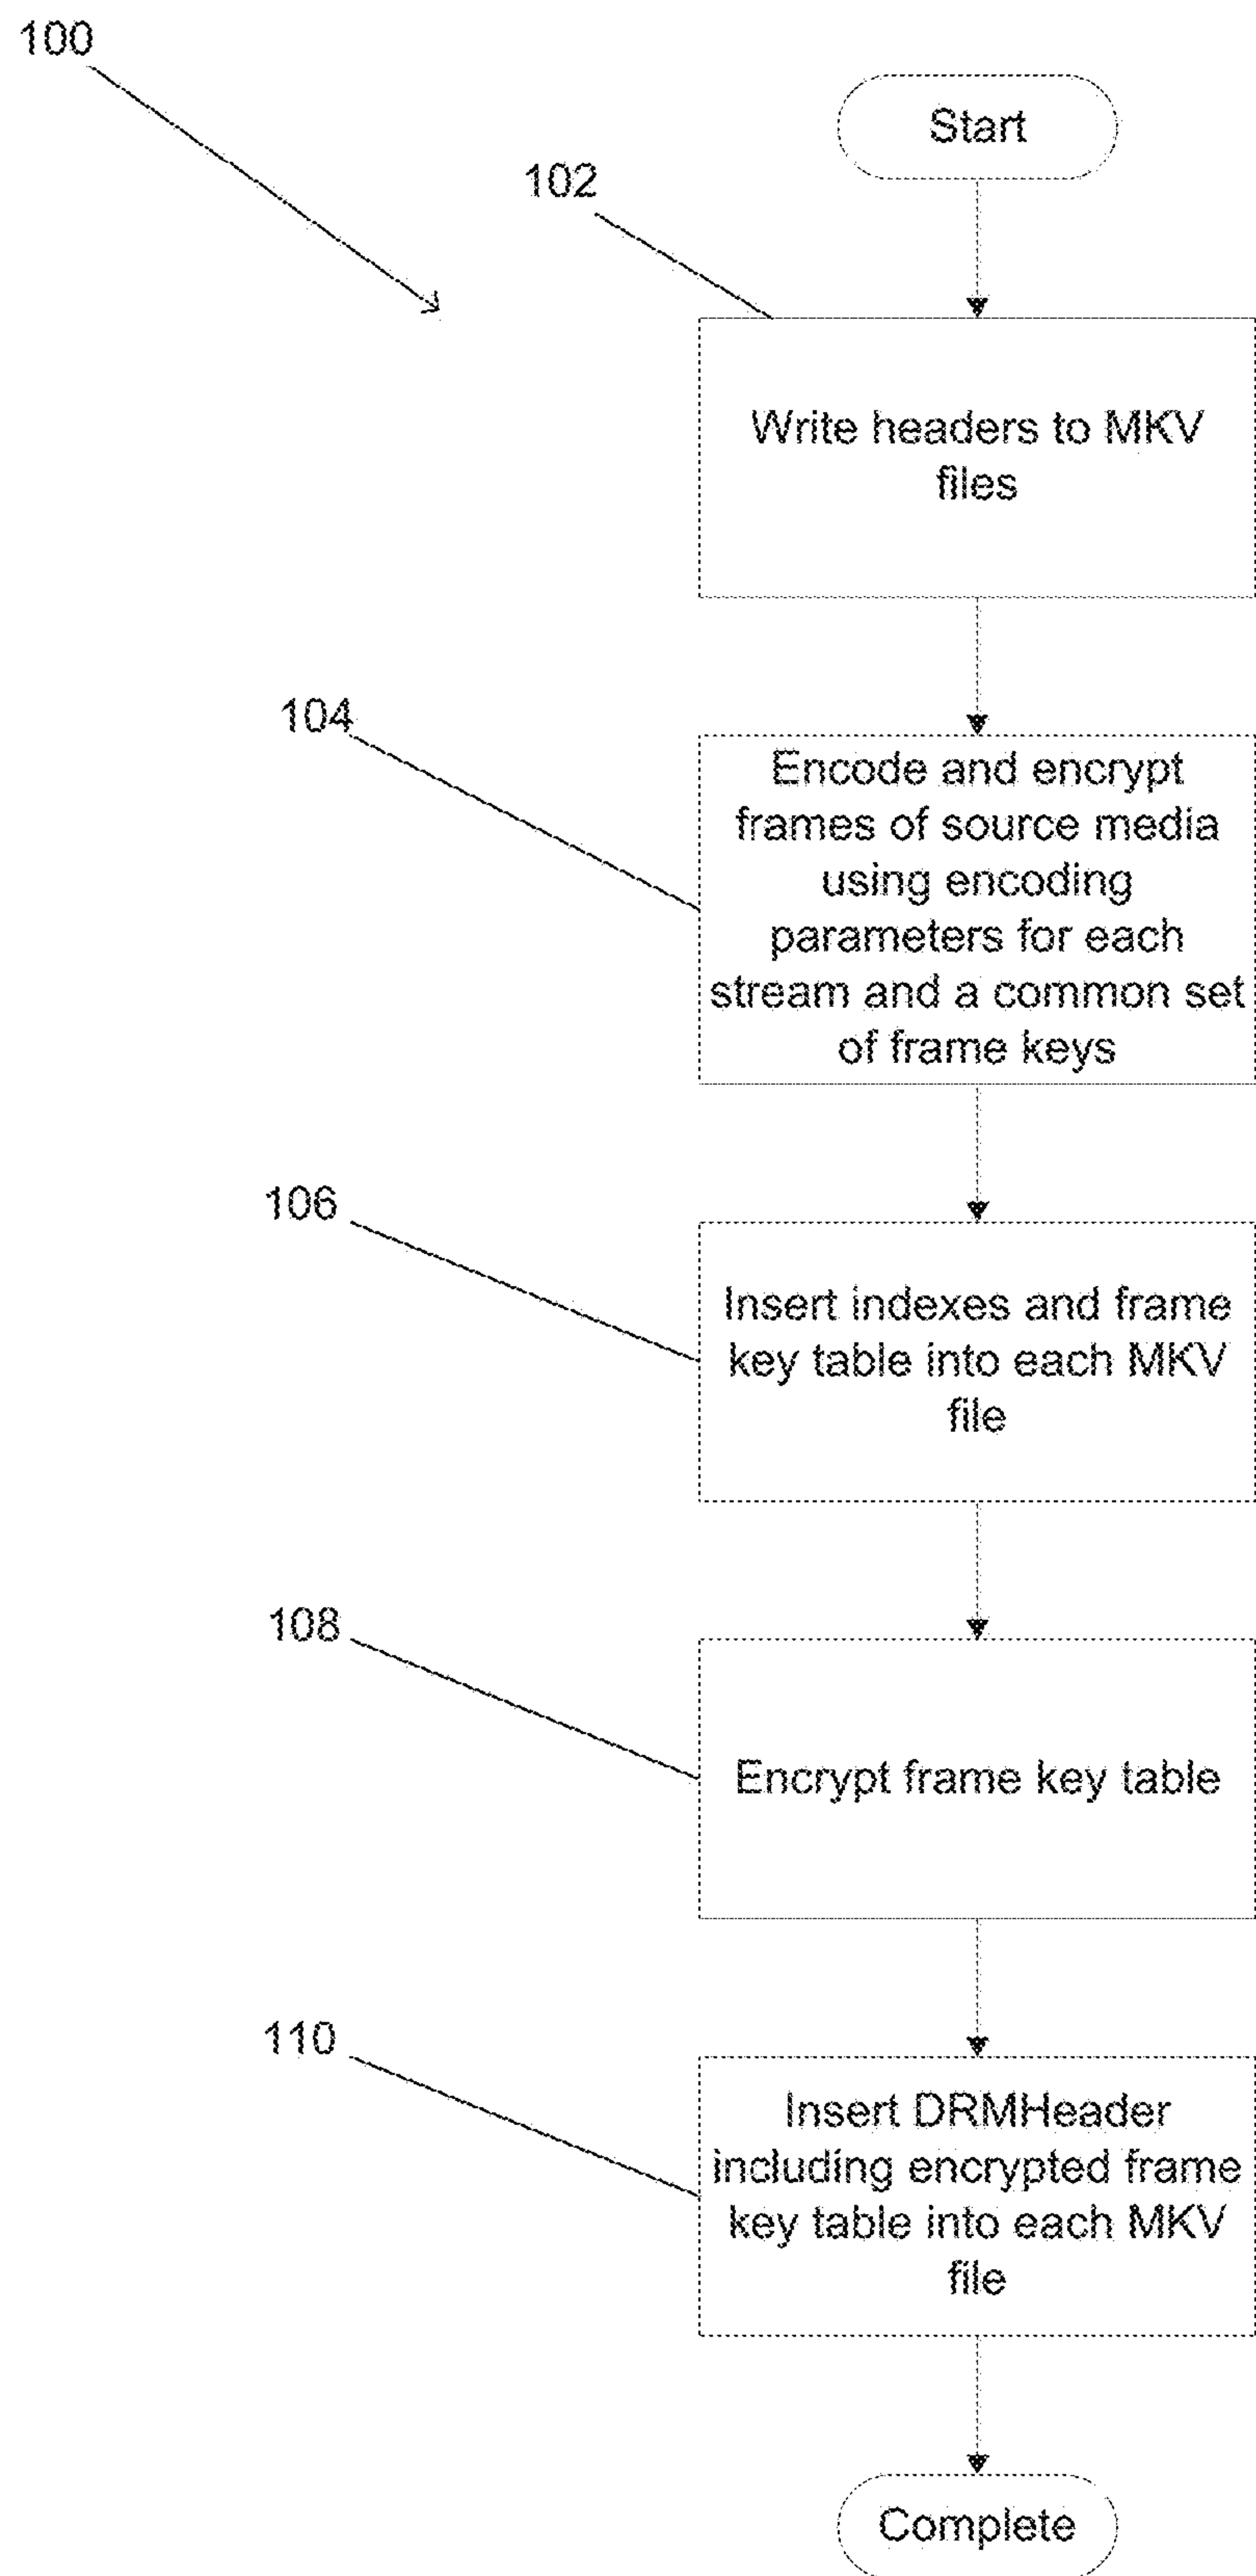 100
Start
102
Write headers to MKV
files
104
Encode and encrypt
frames of source media
using encoding
parameters for each
stream and a common set
of frame keys
106
Insert indexes and frame
key table into each MKV
file
108
Encrypt frame key table
110
Insert DRMHeader
including encrypted frame
key table into each MKV
file
Complete